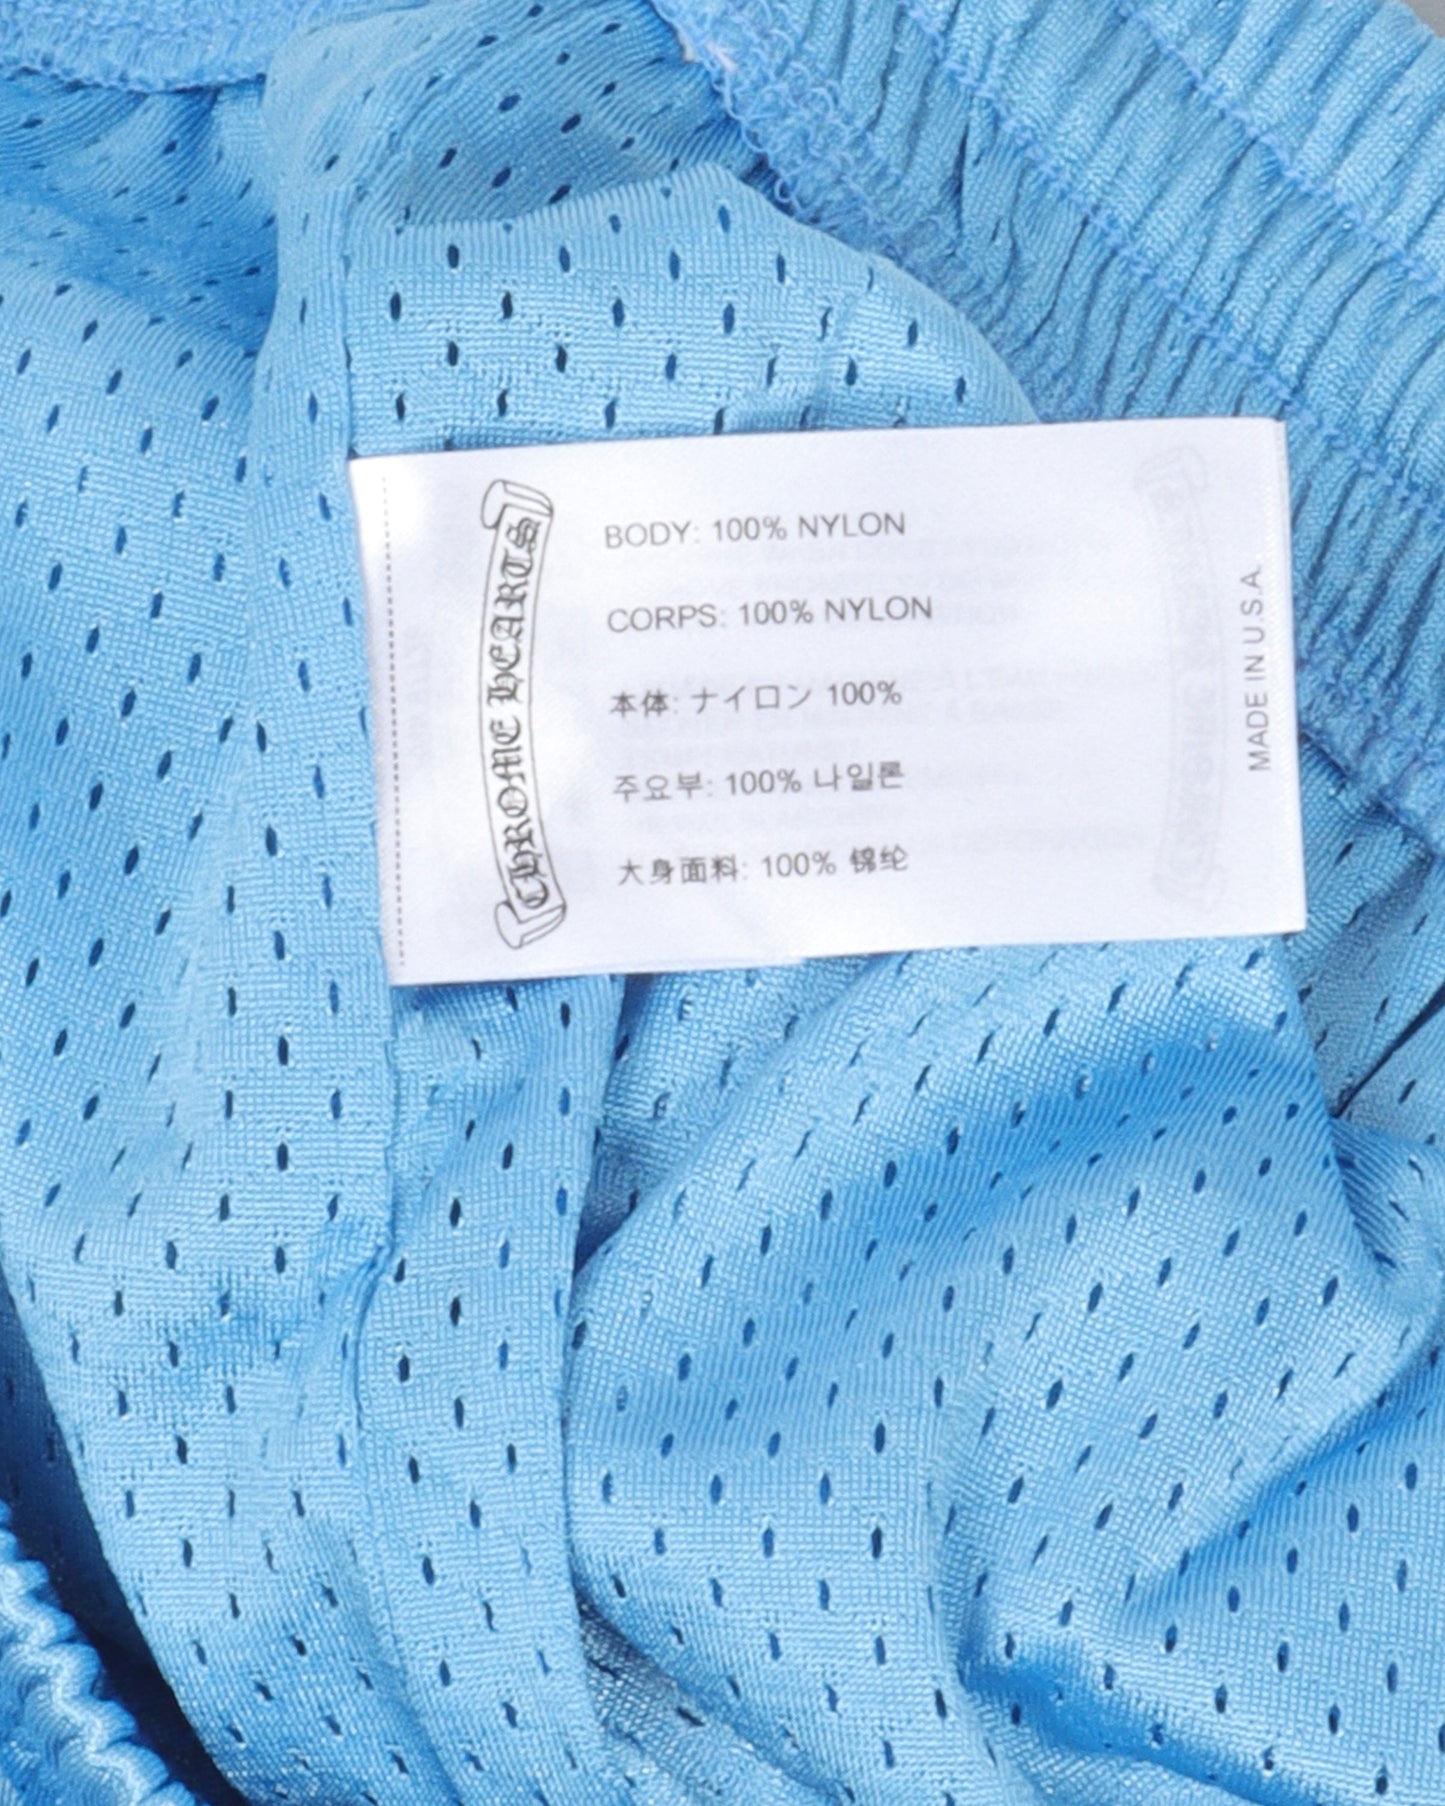 CHROME HEARTS
BODY: 100% NYLON
CORPS: 100% NYLON
本体: ナイロン 100%
주요부: 100% 나일론
大身面料: 100% 锦纶
MADE IN U.S.A.